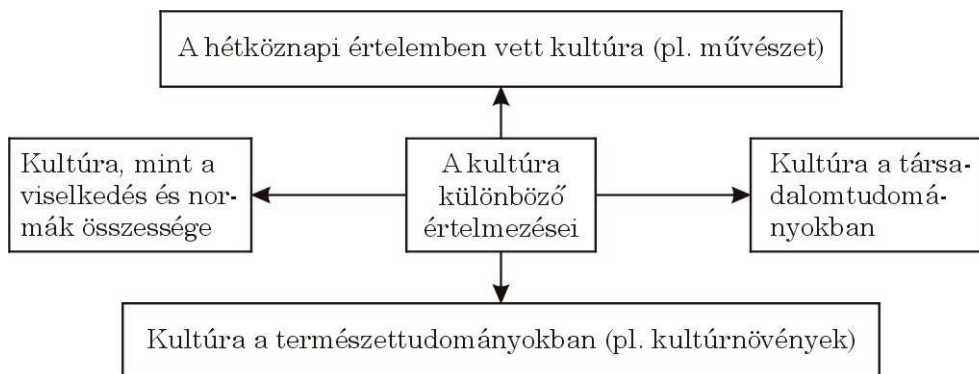 A hétköznapi értelemben vett kultúra (pl. művészet)
Kultúra, mint a
viselkedés és nor-
mák összessége
A kultúra
különböző
értelmezései
Kultúra a társa-
dalomtudomá-
nyokban
Kultúra a természettudományokban (pl. kultúrnövények)